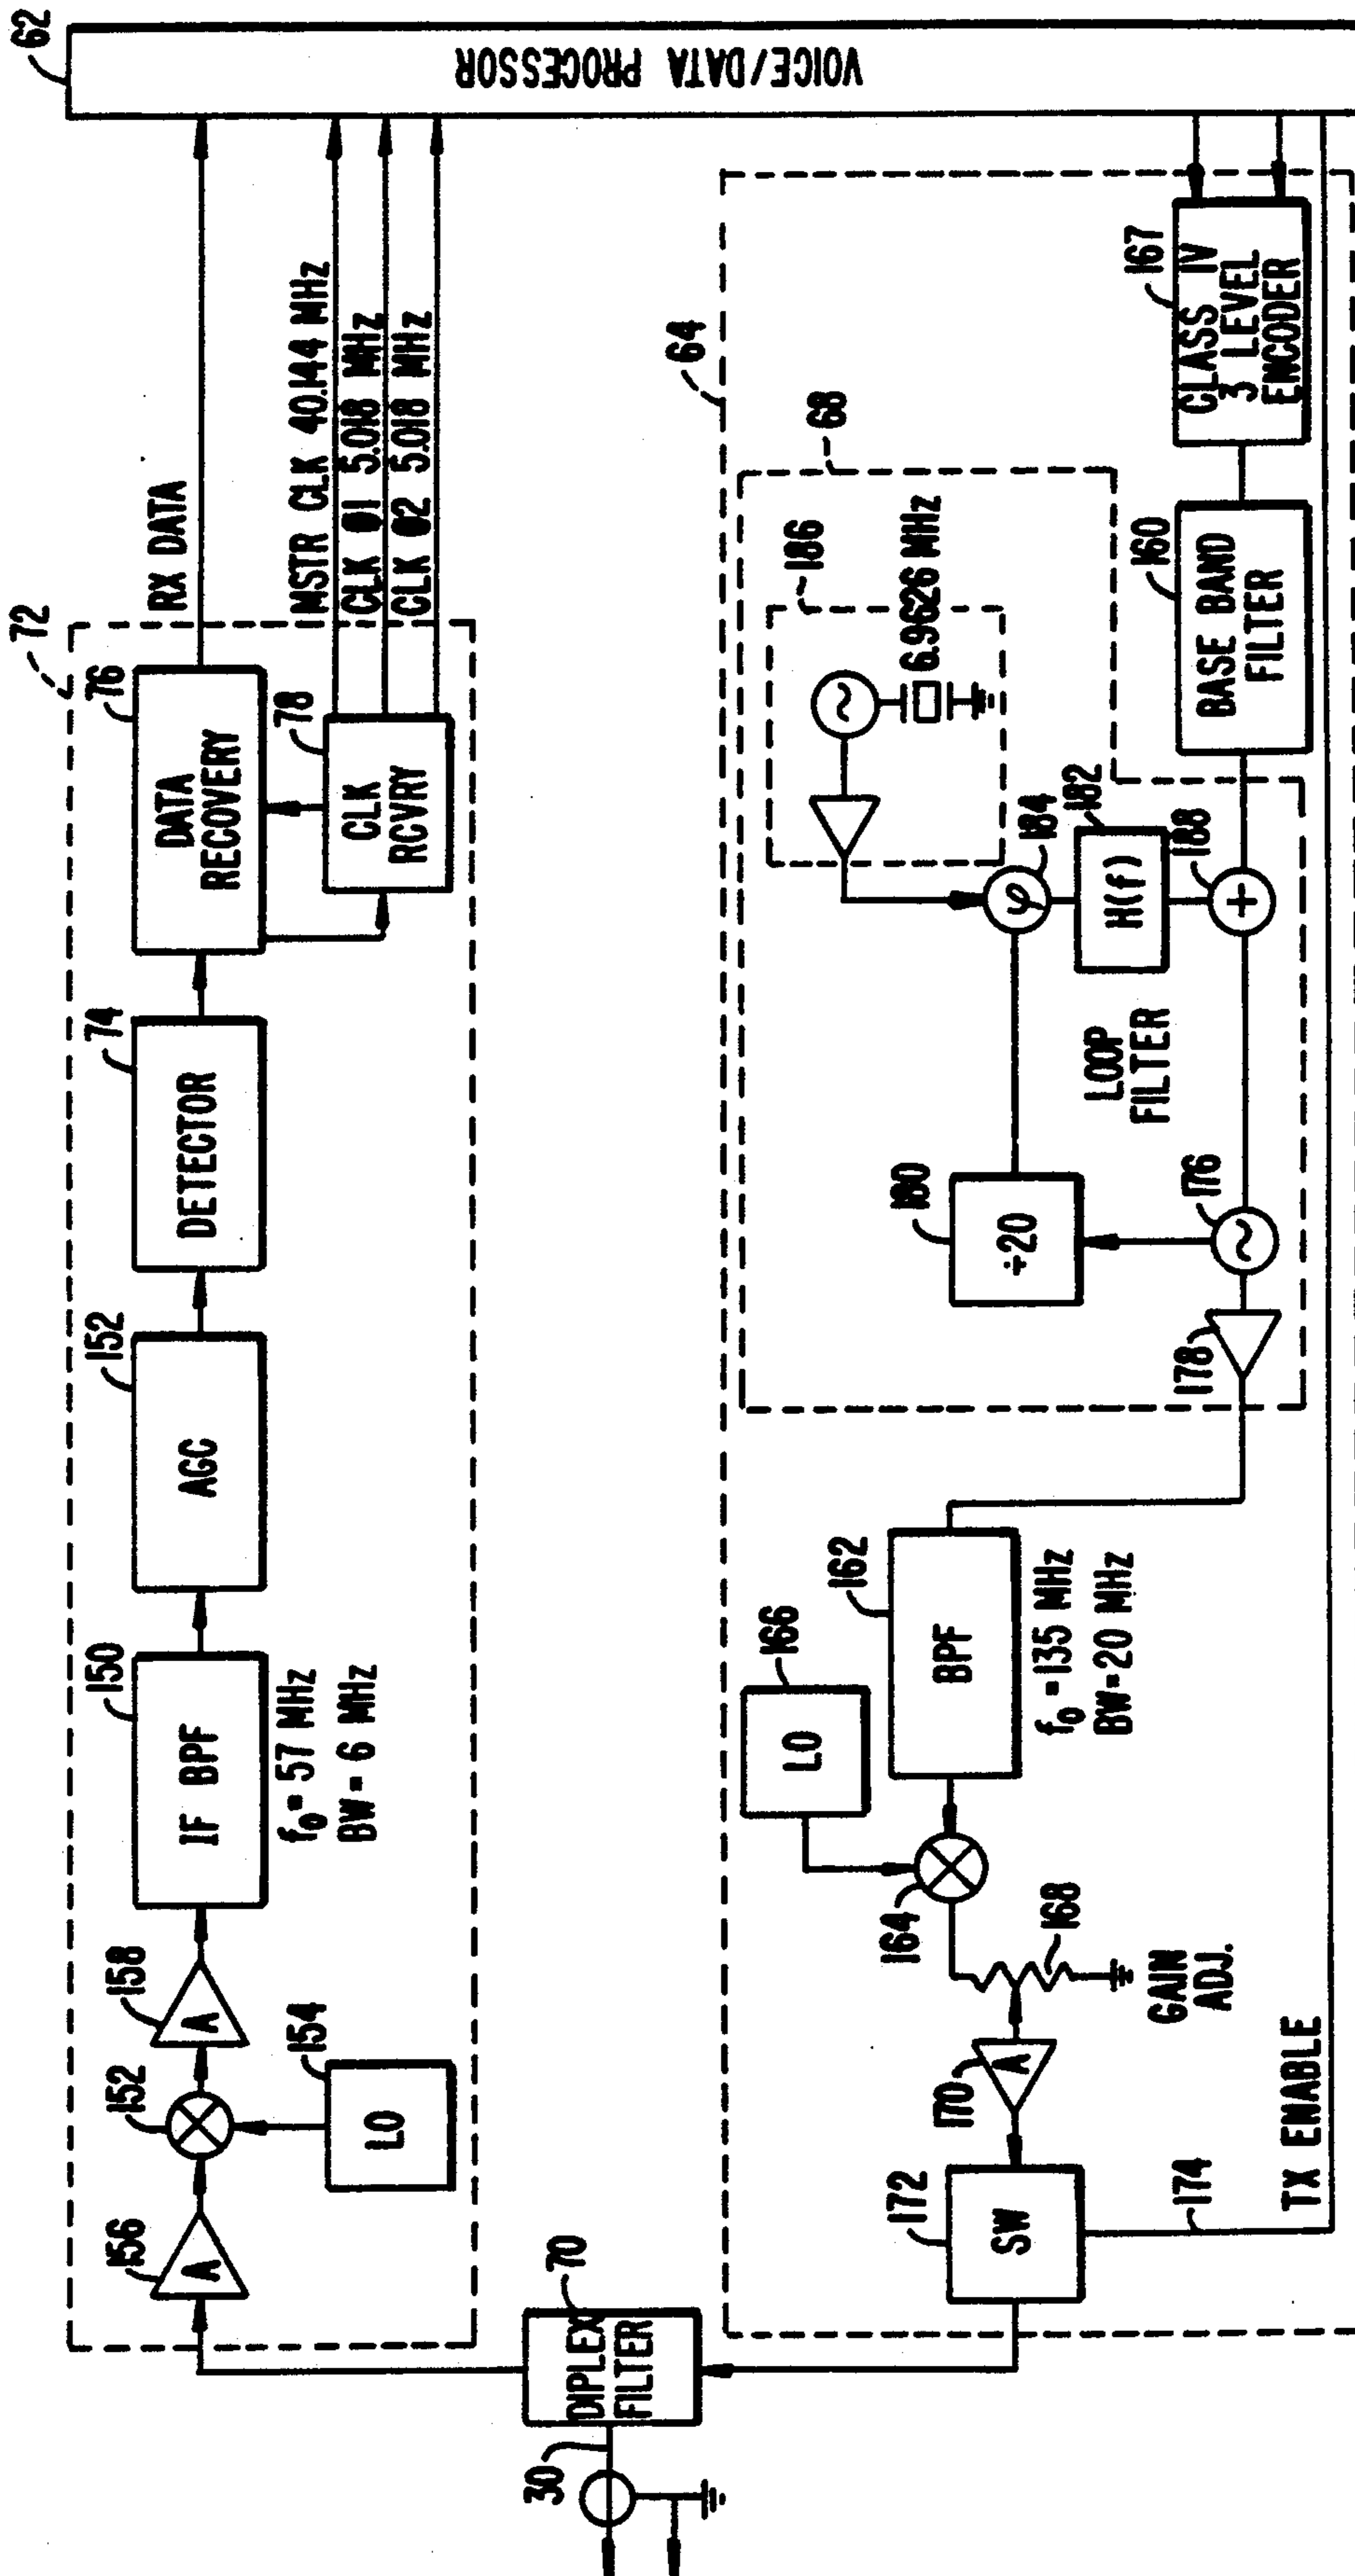 62
VOICE/DATA PROCESSOR
72
RX DATA
MSTR CLK 40.144 MHz
CLK Ø1 5.018 MHz
CLK Ø2 5.018 MHz
156
A
152
154
LO
158
A
150
IF BPF
f₀ = 57 MHz
BW = 6 MHz
152
AGC
74
DETECTOR
76
DATA
RECOVERY
78
CLK
RCVRY
30
70
DIPLEX
FILTER
64
172
SW
174
TX ENABLE
170
A
168
GAIN
ADJ.
164
166
LO
162
BPF
f₀ = 135 MHz
BW = 20 MHz
68
178
176
180
÷20
LOOP
FILTER
184
φ
182
H(f)
188
+
186
6.9626 MHz
160
BASE BAND
FILTER
167
CLASS IV
3 LEVEL
ENCODER